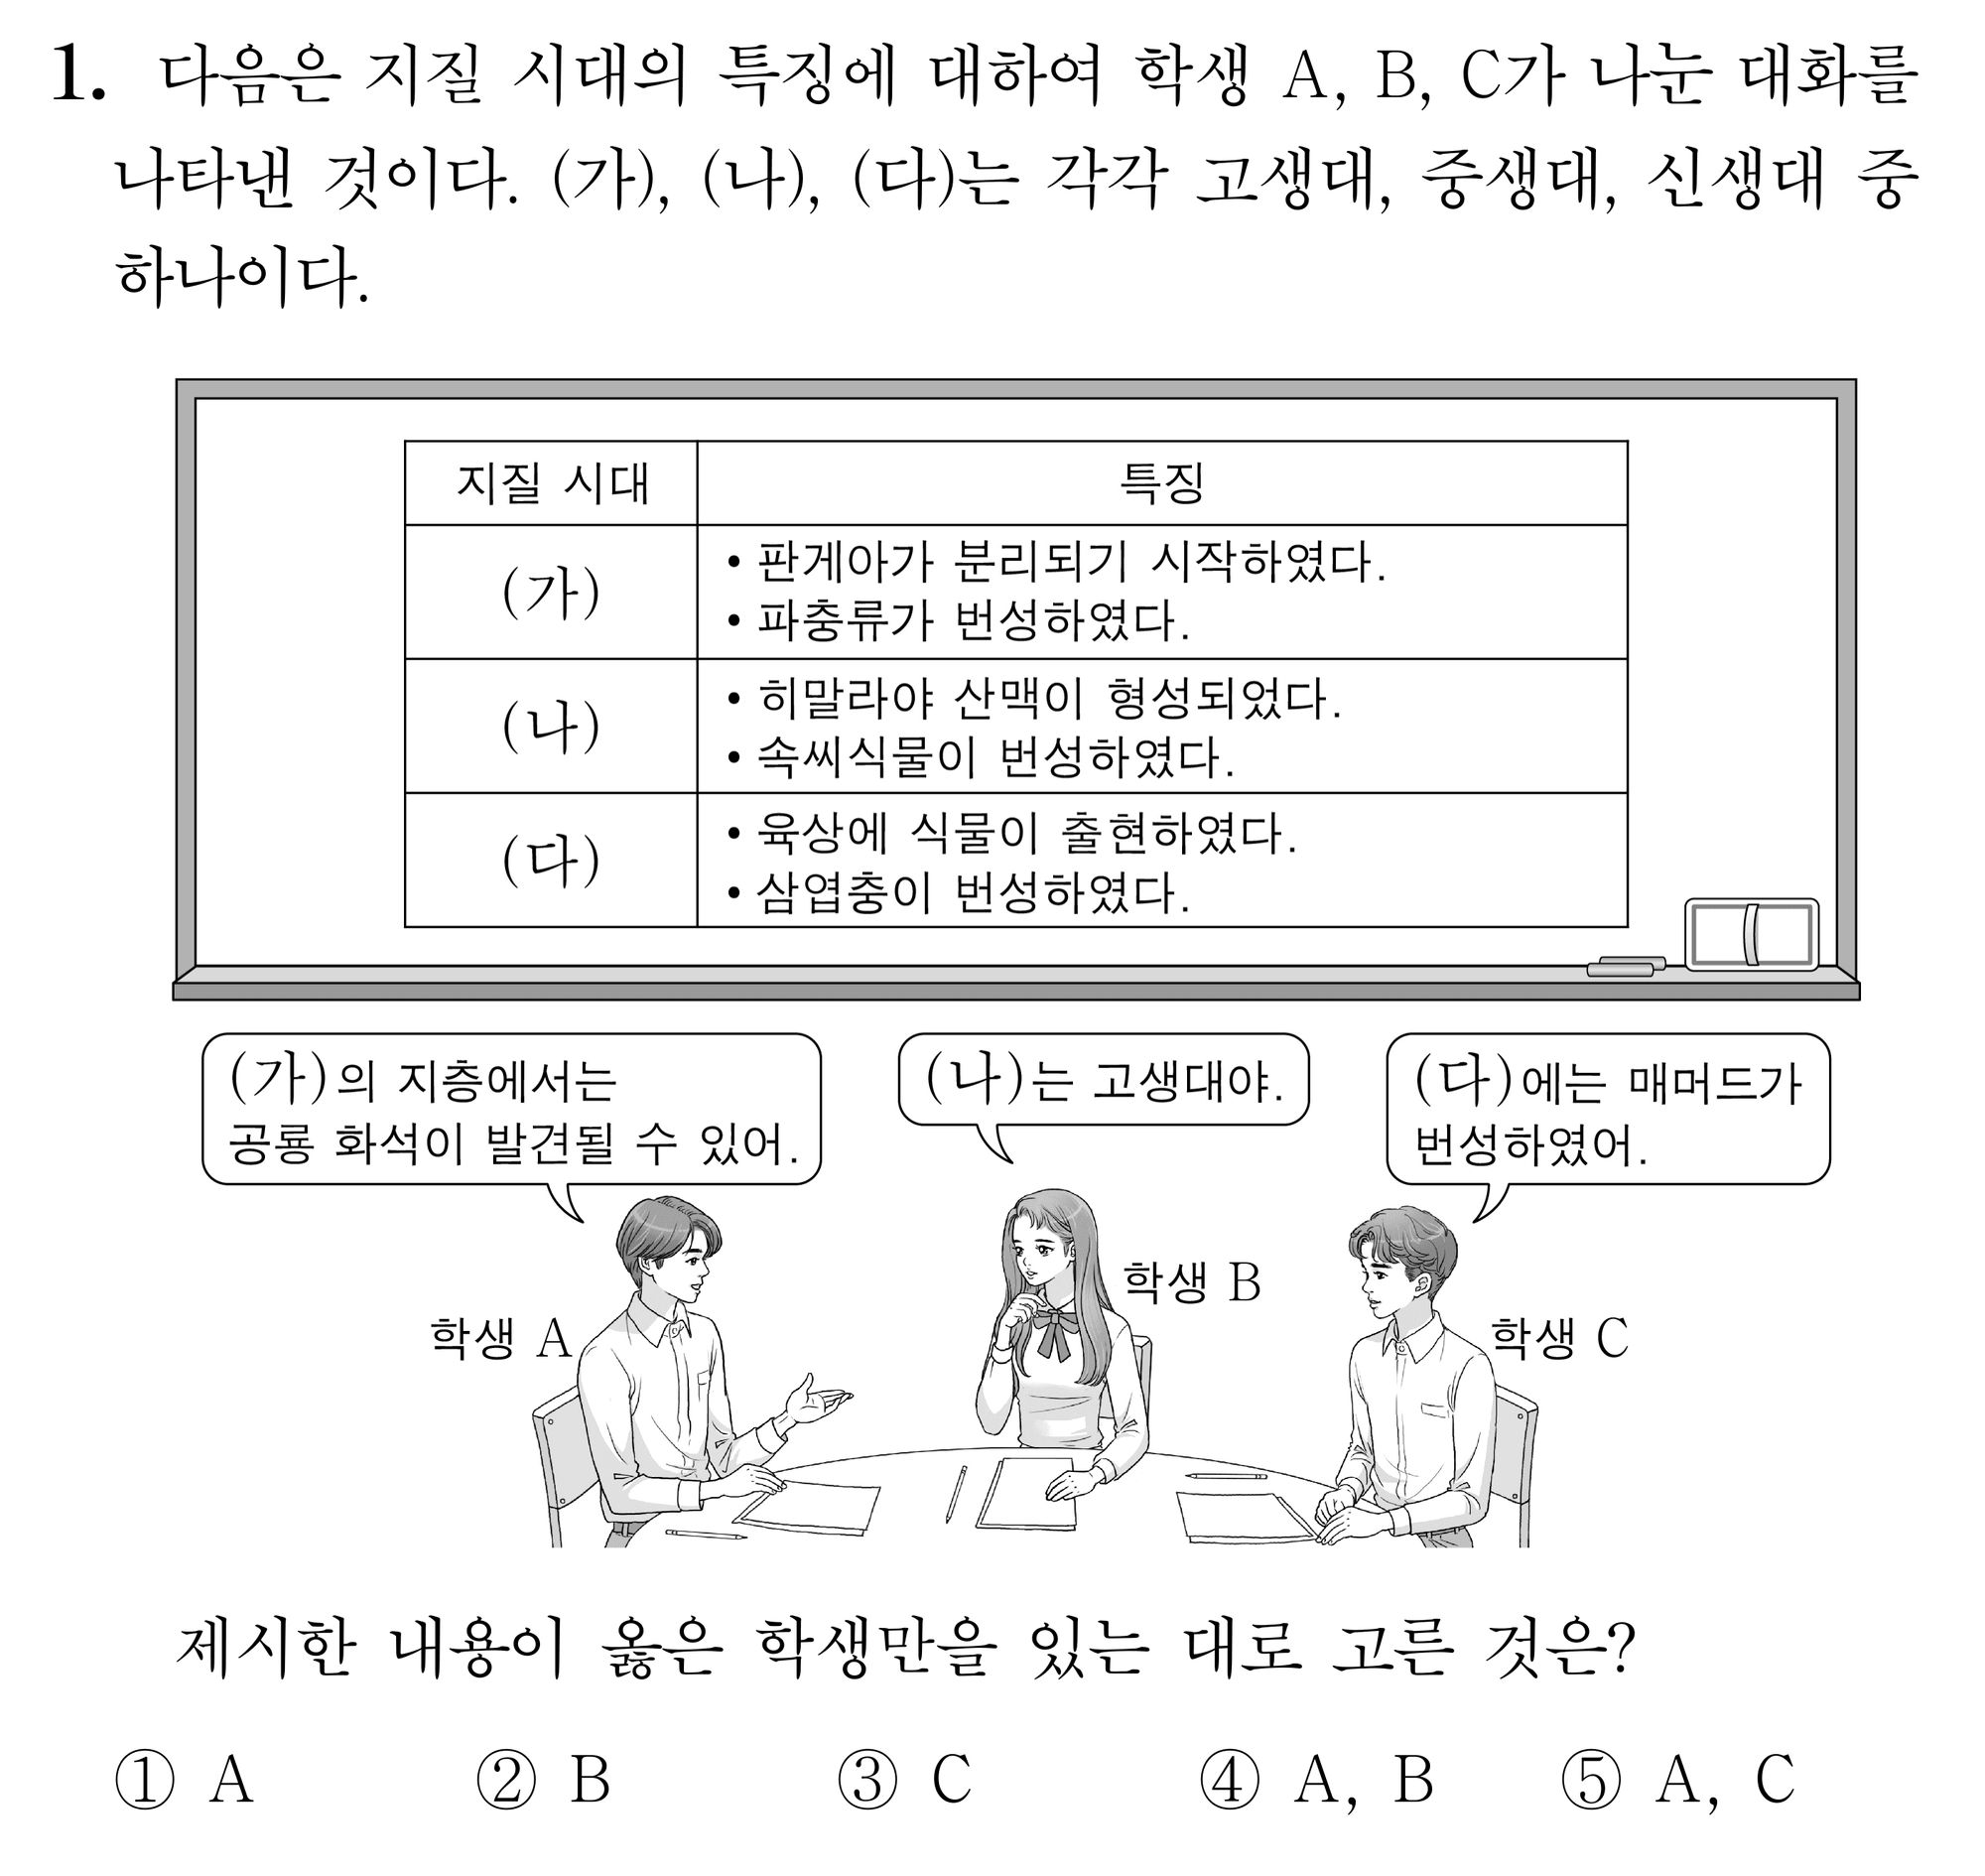 1. 다음은 지질 시대의 특징에 대하여 학생 A, B, C가 나눈 대화를
나타낸 것이다. (가), (나), (다)는 각각 고생대, 중생대, 신생대 중
하나이다.
지질 시대 특징
(가)
• 판게아가 분리되기 시작하였다.
• 파충류가 번성하였다.
(나)
• 히말라야 산맥이 형성되었다.
• 속씨식물이 번성하였다.
(다)
• 육상에 식물이 출현하였다.
• 삼엽충이 번성하였다.
(가)의 지층에서는
공룡 화석이 발견될 수 있어.
(나)는 고생대야.
(다)에는 매머드가
번성하였어.
학생 A
학생 B
학생 C
제시한 내용이 옳은 학생만을 있는 대로 고른 것은?
① A ② B ③ C ④ A, B ⑤ A, C